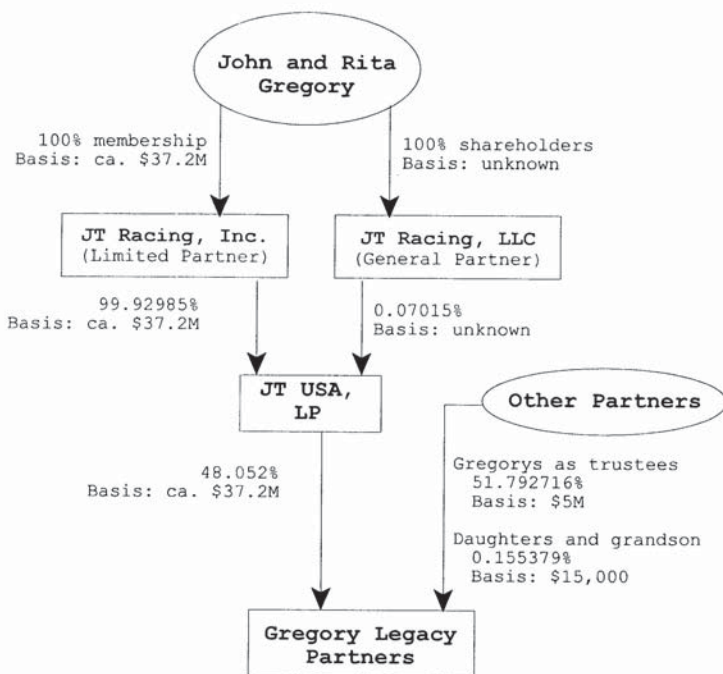 John and Rita
Gregory
100% membership
Basis: ca. $37.2M
100% shareholders
Basis: unknown
JT Racing, Inc.
(Limited Partner)
JT Racing, LLC
(General Partner)
99.92985%
Basis: ca. $37.2M
0.07015%
Basis: unknown
JT USA,
LP
Other Partners
48.052%
Basis: ca. $37.2M
Gregorys as trustees
51.792716%
Basis: $5M
Daughters and grandson
0.155379%
Basis: $15,000
Gregory Legacy
Partners